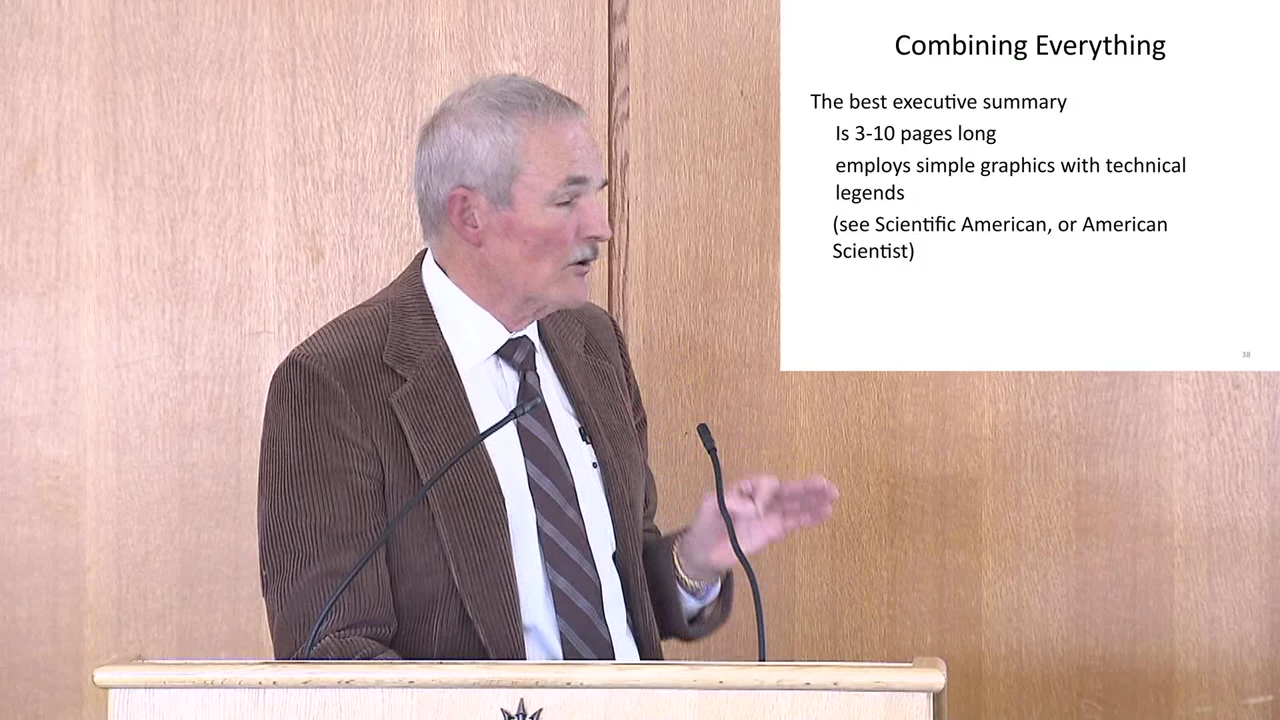 Combining Everything
The best executive summary
Is 3-10 pages long
employs simple graphics with technical
legends
(see Scientific American, or American
Scientist)
38